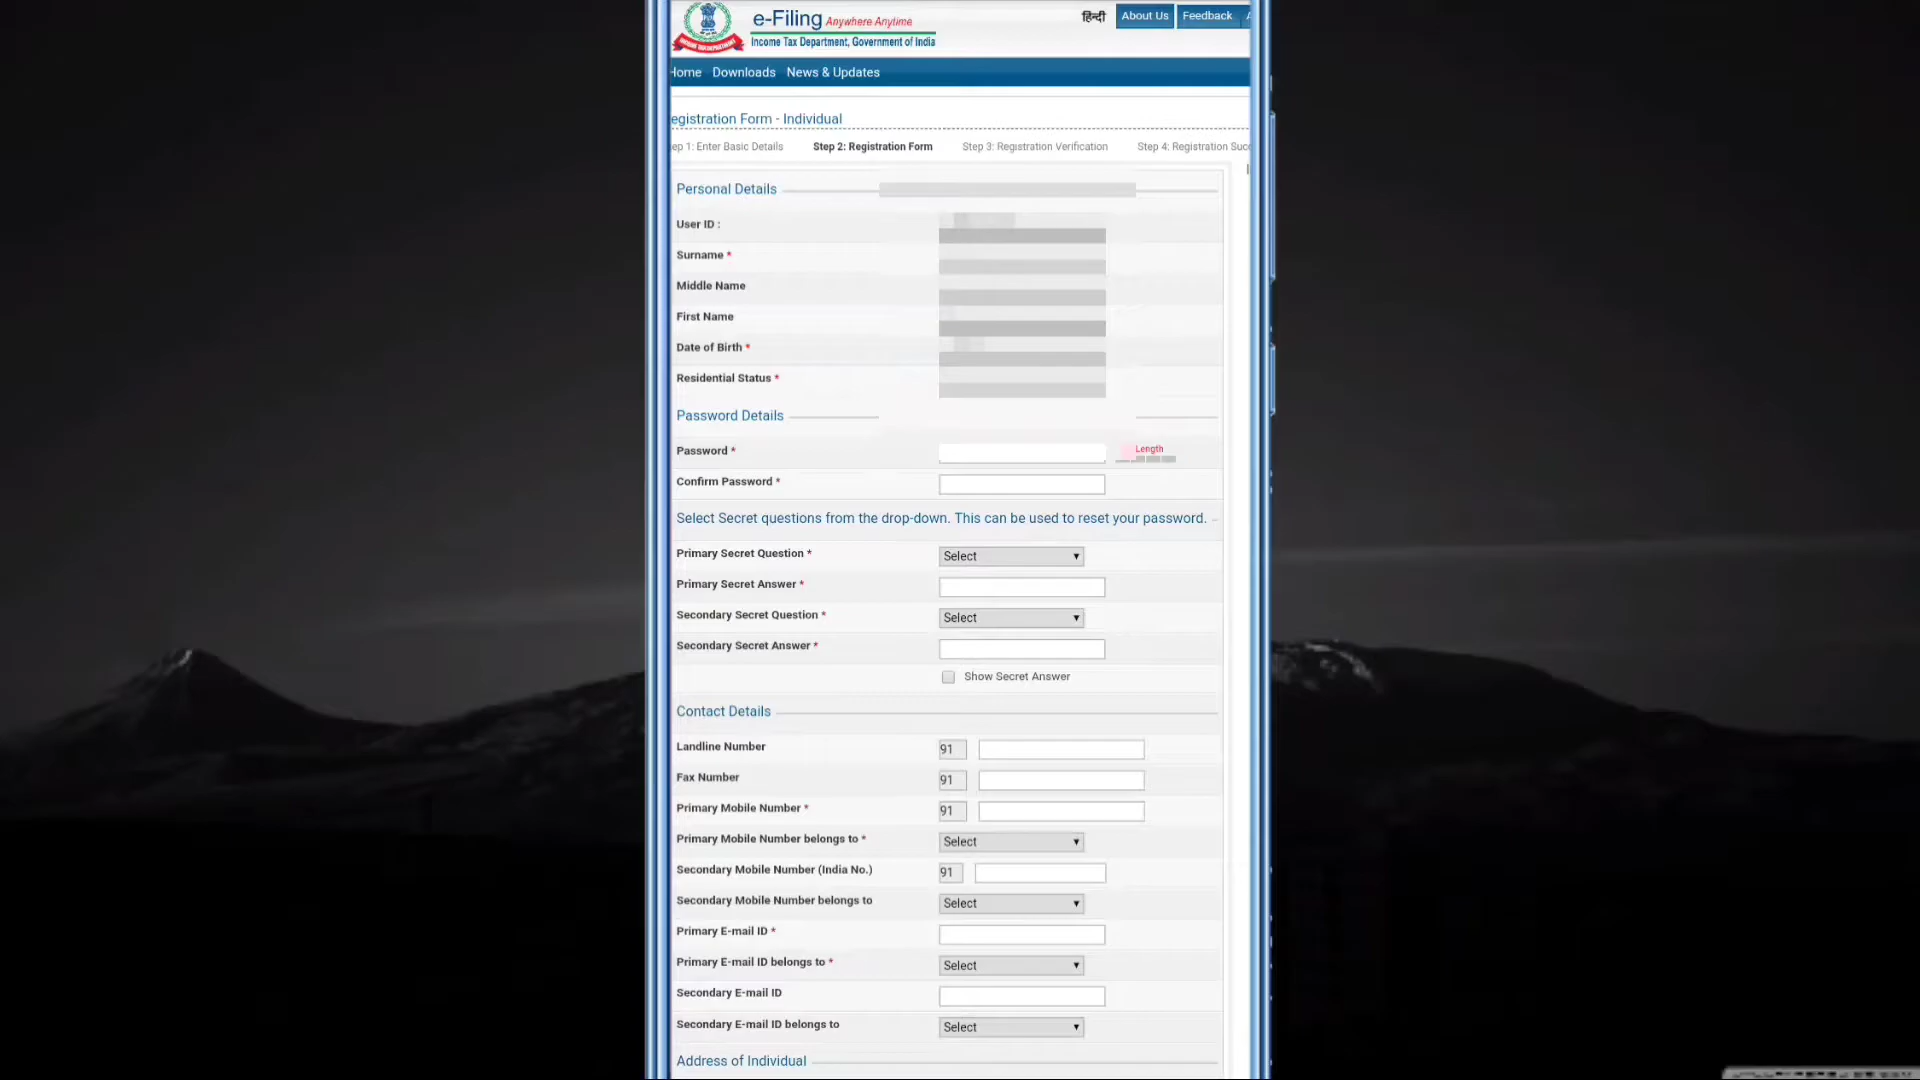 e-Filing Anywhere Anytime
Income Tax Department, Government of India
हिन्दी
About Us
Feedback
Home Downloads News & Updates
egistration Form - Individual
ep 1: Enter Basic Details
Step 2: Registration Form
Step 3: Registration Verification
Step 4: Registration Succ
Personal Details
User ID :
Surname *
Middle Name
First Name
Date of Birth *
Residential Status *
Password Details
Password *
Length
Confirm Password *
Select Secret questions from the drop-down. This can be used to reset your password.
Primary Secret Question * Select
Primary Secret Answer *
Secondary Secret Question * Select
Secondary Secret Answer *
Show Secret Answer
Contact Details
Landline Number 91
Fax Number 91
Primary Mobile Number * 91
Primary Mobile Number belongs to * Select
Secondary Mobile Number (India No.) 91
Secondary Mobile Number belongs to Select
Primary E-mail ID *
Primary E-mail ID belongs to * Select
Secondary E-mail ID
Secondary E-mail ID belongs to Select
Address of Individual